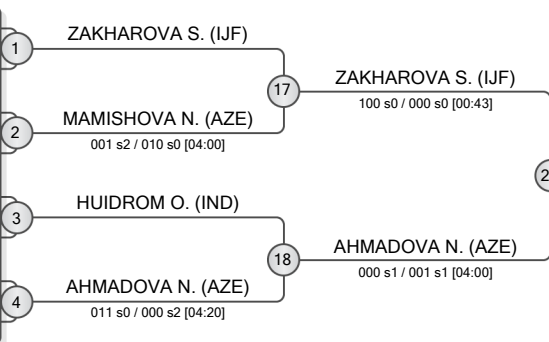 1
ZAKHAROVA S. (IJF)
17
ZAKHAROVA S. (IJF)
100 s0 / 000 s0 [00:43]
2
MAMISHOVA N. (AZE)
001 s2 / 010 s0 [04:00]
3
HUIDROM O. (IND)
18
AHMADOVA N. (AZE)
000 s1 / 001 s1 [04:00]
4
AHMADOVA N. (AZE)
011 s0 / 000 s2 [04:20]